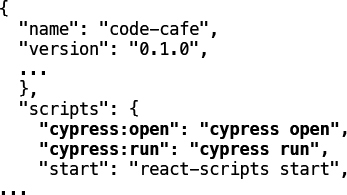 {
  "name": "code-cafe",
  "version": "0.1.0",
  ...
  },
  "scripts": {
    "cypress:open": "cypress open",
    "cypress:run": "cypress run",
    "start": "react-scripts start",
...